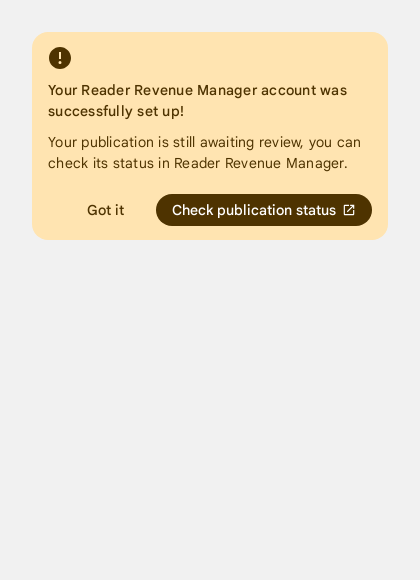 Your Reader Revenue Manager account was
successfully set up!
Your publication is still awaiting review, you can
check its status in Reader Revenue Manager.
Got it
Check publication status